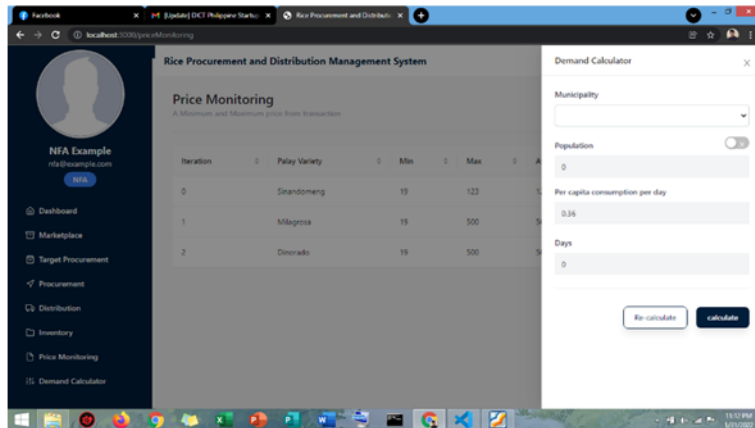 Facebook
[Update] DICT Philippine Startup
Rice Procurement and Distributi
localhost:3000/priceMonitoring
Rice Procurement and Distribution Management System
NFA Example
nfa@example.com
NFA
Dashboard
Marketplace
Target Procurement
Procurement
Distribution
Inventory
Price Monitoring
Demand Calculator
Price Monitoring
A Minimum and Maximum price from transaction
Iteration Palay Variety Min Max
0 Sinandomeng 19 123
1 Milagrosa 19 500
2 Dinorado 19 500
Demand Calculator
Municipality
Population
0
Per capita consumption per day
0.36
Days
0
Re-calculate calculate
11:12 PM